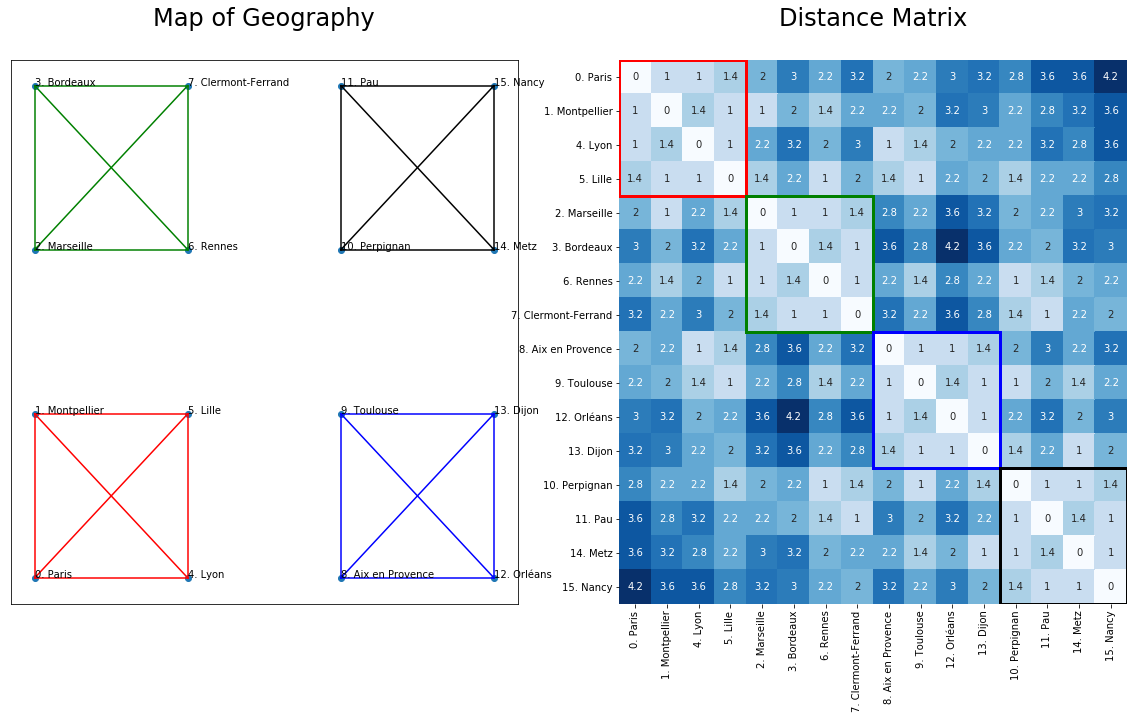 Map of Geography
3. Bordeaux
7. Clermont-Ferrand
11. Pau
15. Nancy
2. Marseille
6. Rennes
10. Perpignan
14. Metz
1. Montpellier
5. Lille
9. Toulouse
13. Dijon
0. Paris
4. Lyon
8. Aix en Provence
12. Orléans
Distance Matrix
0. Paris 0 1 1 1.4 2 3 2.2 3.2 2 2.2 3 3.2 2.8 3.6 3.6 4.2
1. Montpellier 1 0 1.4 1 1 2 1.4 2.2 2.2 2 3.2 3 2.2 2.8 3.2 3.6
4. Lyon 1 1.4 0 1 2.2 3.2 2 3 1 1.4 2 2.2 2.2 3.2 2.8 3.6
5. Lille 1.4 1 1 0 1.4 2.2 1 2 1.4 1 2.2 2 1.4 2.2 2.2 2.8
2. Marseille 2 1 2.2 1.4 0 1 1 1.4 2.8 2.2 3.6 3.2 2 2.2 3 3.2
3. Bordeaux 3 2 3.2 2.2 1 0 1.4 1 3.6 2.8 4.2 3.6 2.2 2 3.2 3
6. Rennes 2.2 1.4 2 1 1 1.4 0 1 2.2 1.4 2.8 2.2 1 1.4 2 2.2
7. Clermont-Ferrand 3.2 2.2 3 2 1.4 1 1 0 3.2 2.2 3.6 2.8 1.4 1 2.2 2
8. Aix en Provence 2 2.2 1 1.4 2.8 3.6 2.2 3.2 0 1 1 1.4 2 3 2.2 3.2
9. Toulouse 2.2 2 1.4 1 2.2 2.8 1.4 2.2 1 0 1.4 1 1 2 1.4 2.2
12. Orléans 3 3.2 2 2.2 3.6 4.2 2.8 3.6 1 1.4 0 1 2.2 3.2 2 3
13. Dijon 3.2 3 2.2 2 3.2 3.6 2.2 2.8 1.4 1 1 0 1.4 2.2 1 2
10. Perpignan 2.8 2.2 2.2 1.4 2 2.2 1 1.4 2 1 2.2 1.4 0 1 1 1.4
11. Pau 3.6 2.8 3.2 2.2 2.2 2 1.4 1 3 2 3.2 2.2 1 0 1.4 1
14. Metz 3.6 3.2 2.8 2.2 3 3.2 2 2.2 2.2 1.4 2 1 1 1.4 0 1
15. Nancy 4.2 3.6 3.6 2.8 3.2 3 2.2 2 3.2 2.2 3 2 1.4 1 1 0
0. Paris
1. Montpellier
4. Lyon
5. Lille
2. Marseille
3. Bordeaux
6. Rennes
7. Clermont-Ferrand
8. Aix en Provence
9. Toulouse
12. Orléans
13. Dijon
10. Perpignan
11. Pau
14. Metz
15. Nancy